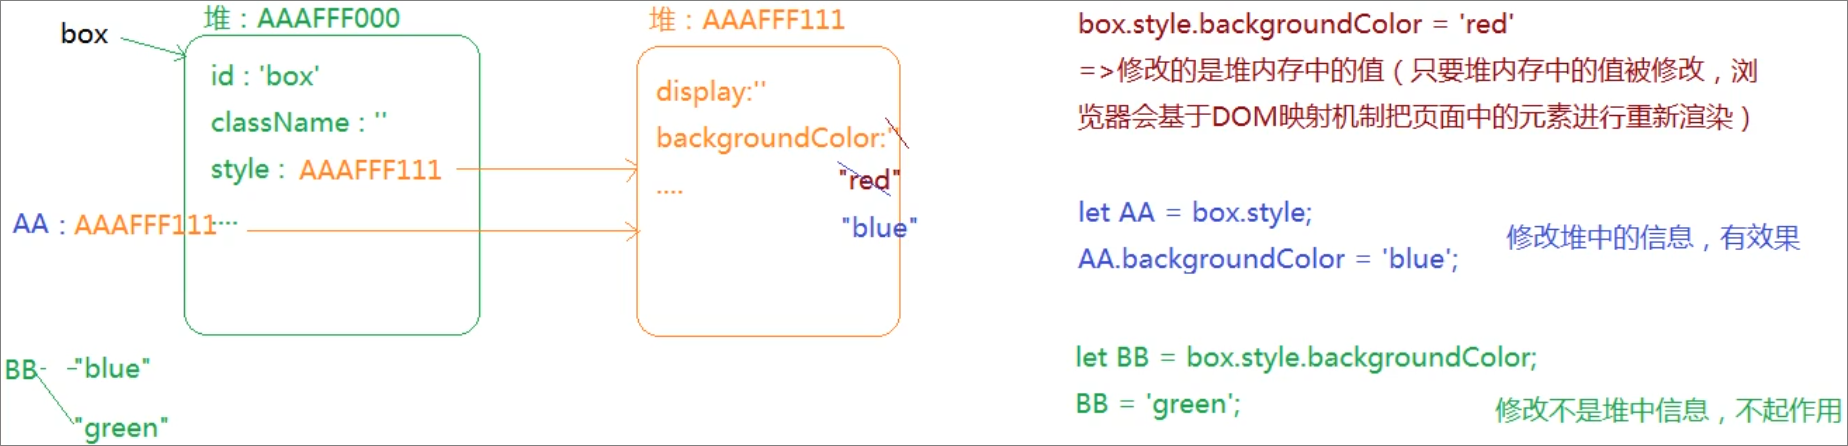 box
堆：AAAFFF000
id : 'box'
className : ''
style : AAAFFF111
....
AA : AAAFFF111
BB
"blue"
"green"
堆：AAAFFF111
display:''
backgroundColor:''
"red"
....
"blue"
box.style.backgroundColor = 'red'
=>修改的是堆内存中的值（只要堆内存中的值被修改，浏
览器会基于DOM映射机制把页面中的元素进行重新渲染）
let AA = box.style;
AA.backgroundColor = 'blue';
修改堆中的信息，有效果
let BB = box.style.backgroundColor;
BB = 'green';
修改不是堆中信息，不起作用